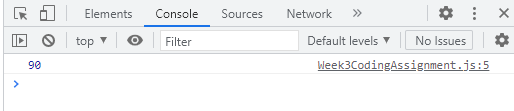 Elements Console Sources Network »
top ▼ Filter Default levels ▼ No Issues
90 Week3CodingAssignment.js:5
>